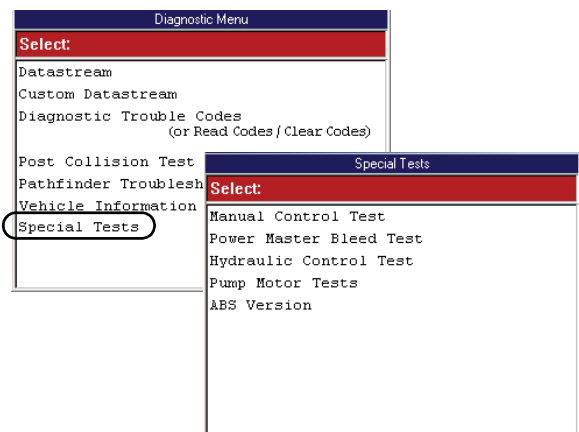 Diagnostic Menu
Select:
Datastream
Custom Datastream
Diagnostic Trouble Codes
(or Read Codes / Clear Codes)
Post Collision Test
Pathfinder Troublesh
Vehicle Information
Special Tests
Special Tests
Select:
Manual Control Test
Power Master Bleed Test
Hydraulic Control Test
Pump Motor Tests
ABS Version